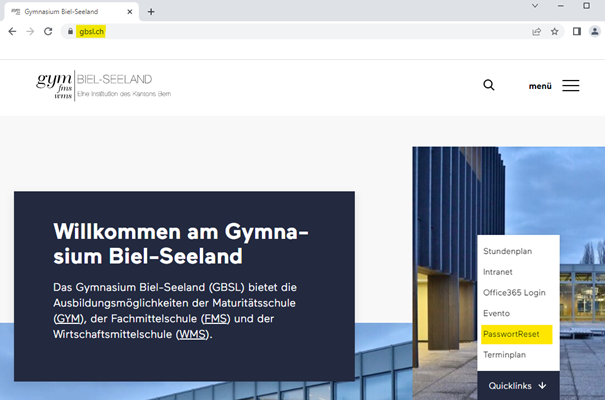 Gymnasium Biel-Seeland
gbsl.ch
gym
fms
wms
BIEL-SEELAND
Eine Institution des Kantons Bern
menü
Willkommen am Gymna-
sium Biel-Seeland
Das Gymnasium Biel-Seeland (GBSL) bietet die
Ausbildungsmöglichkeiten der Maturitätsschule
(GYM), der Fachmittelschule (FMS) und der
Wirtschaftsmittelschule (WMS).
Stundenplan
Intranet
Office365 Login
Evento
PasswortReset
Terminplan
Quicklinks